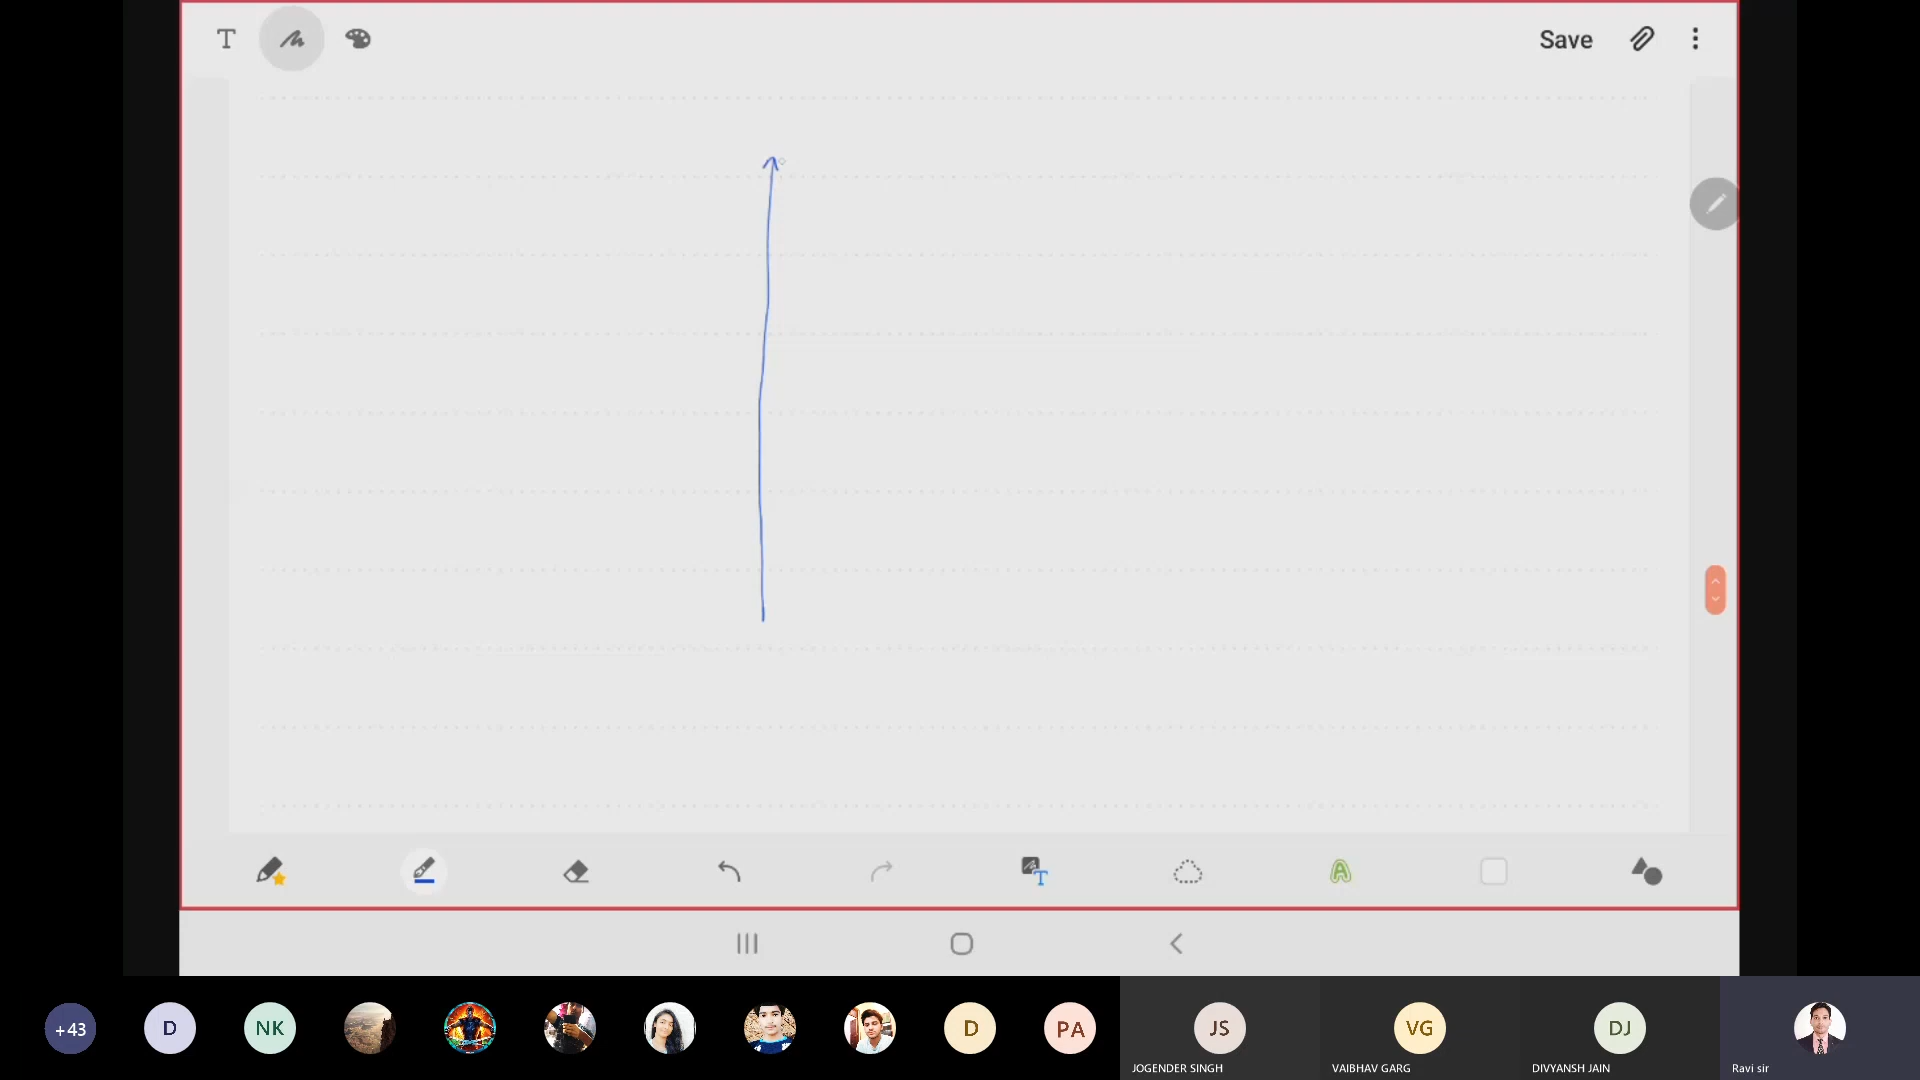 T
Save
T
A
+43
D
NK
D
PA
JS
VG
DJ
JOGENDER SINGH
VAIBHAV GARG
DIVYANSH JAIN
Ravi sir